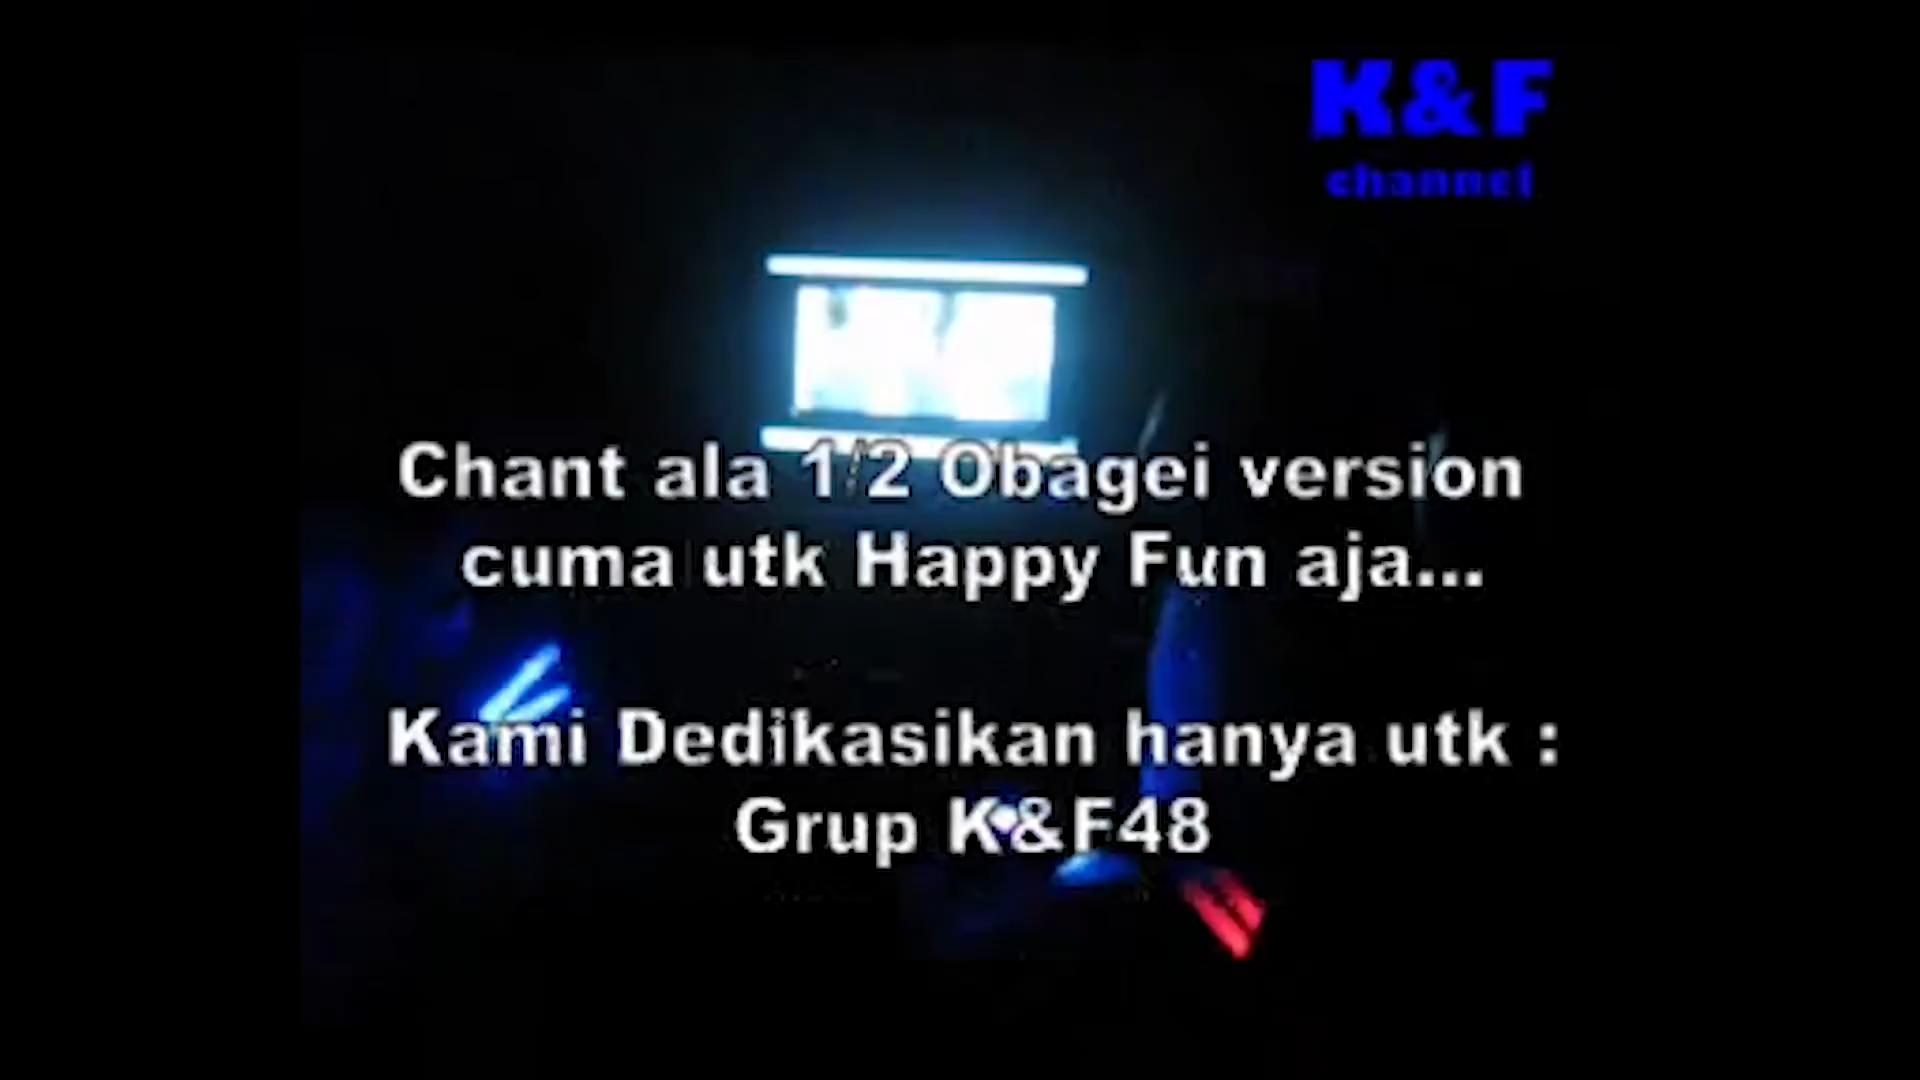 K&F
channel
Chant ala 1/2 Obagei version
cuma utk Happy Fun aja...
Kami Dedikasikan hanya utk :
Grup K&F48